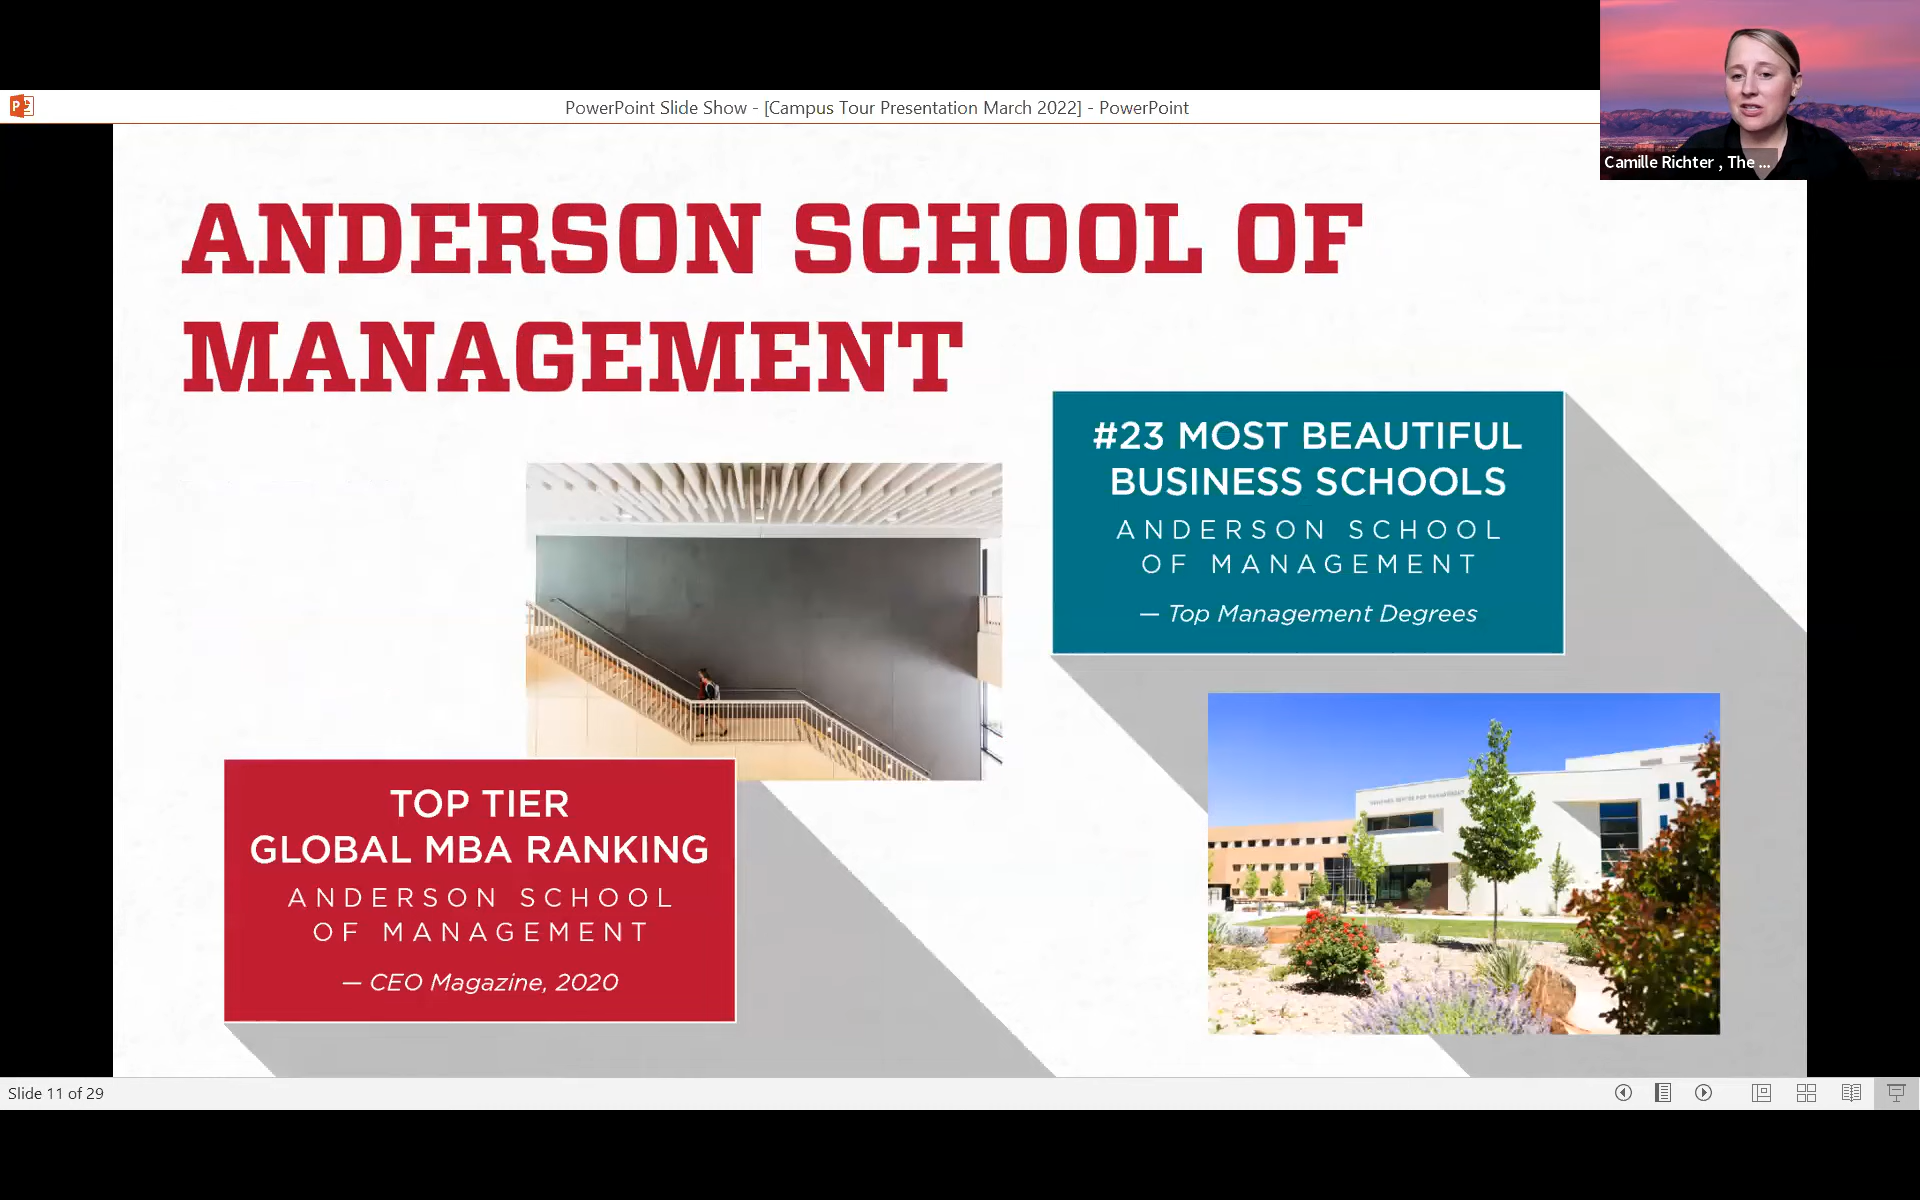 PowerPoint Slide Show - [Campus Tour Presentation March 2022] - PowerPoint
Camille Richter , The ...
ANDERSON SCHOOL OF
MANAGEMENT
#23 MOST BEAUTIFUL
BUSINESS SCHOOLS
ANDERSON SCHOOL
OF MANAGEMENT
— Top Management Degrees
TOP TIER
GLOBAL MBA RANKING
ANDERSON SCHOOL
OF MANAGEMENT
— CEO Magazine, 2020
Slide 11 of 29